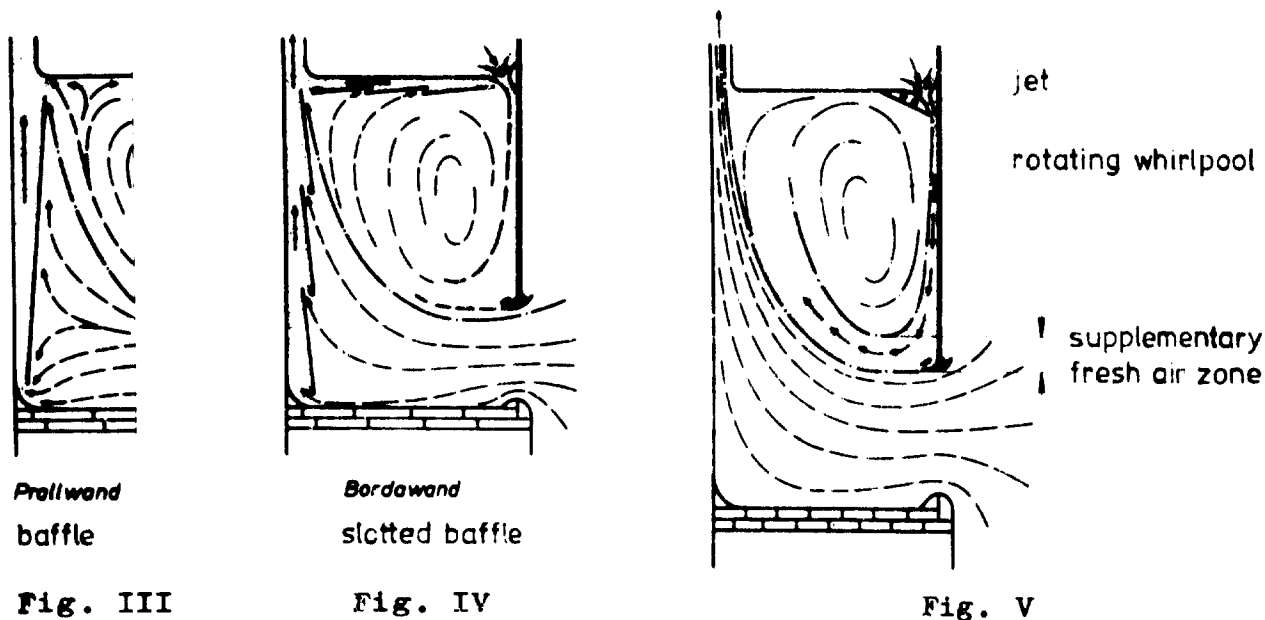 jet
rotating whirlpool
supplementary
fresh air zone
Prallwand
baffle
Bordawand
slotted baffle
Fig. III
Fig. IV
Fig. V